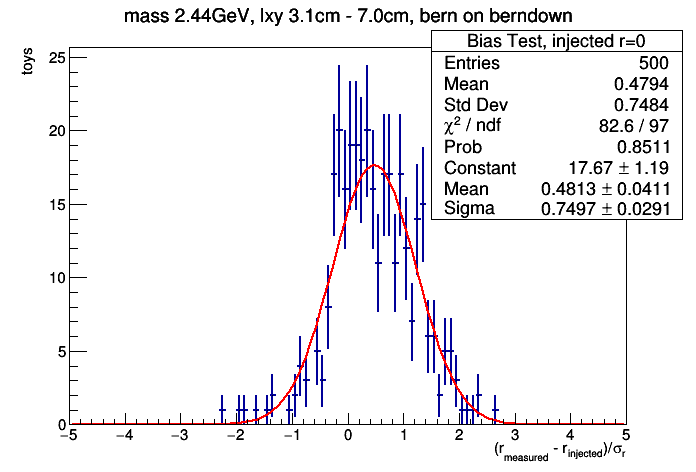 mass 2.44GeV, lxy 3.1cm - 7.0cm, bern on berndown
Bias Test, injected r=0
Entries 500
Mean 0.4794
Std Dev 0.7484
χ² / ndf 82.6 / 97
Prob 0.8511
Constant 17.67 ± 1.19
Mean 0.4813 ± 0.0411
Sigma 0.7497 ± 0.0291
toys
25
20
15
10
5
0
−5 −4 −3 −2 −1 0 1 2 3 4 5
(r_measured - r_injected)/σ_r